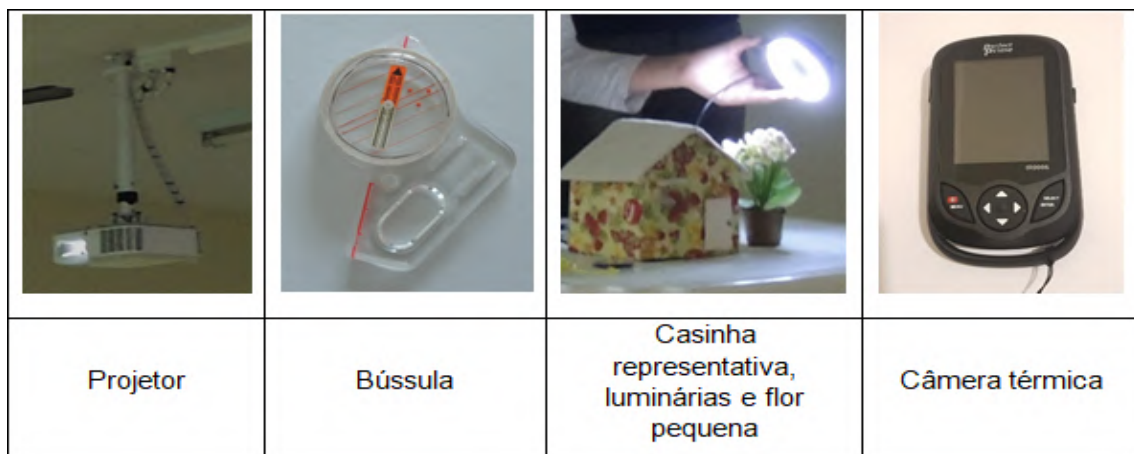 Projetor
Bússula
Casinha
representativa,
luminárias e flor
pequena
Câmera térmica